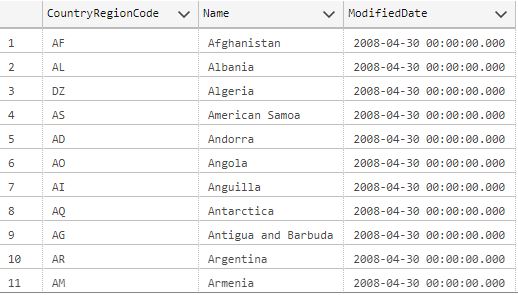 CountryRegionCode Name ModifiedDate
1 AF Afghanistan 2008-04-30 00:00:00.000
2 AL Albania 2008-04-30 00:00:00.000
3 DZ Algeria 2008-04-30 00:00:00.000
4 AS American Samoa 2008-04-30 00:00:00.000
5 AD Andorra 2008-04-30 00:00:00.000
6 AO Angola 2008-04-30 00:00:00.000
7 AI Anguilla 2008-04-30 00:00:00.000
8 AQ Antarctica 2008-04-30 00:00:00.000
9 AG Antigua and Barbuda 2008-04-30 00:00:00.000
10 AR Argentina 2008-04-30 00:00:00.000
11 AM Armenia 2008-04-30 00:00:00.000